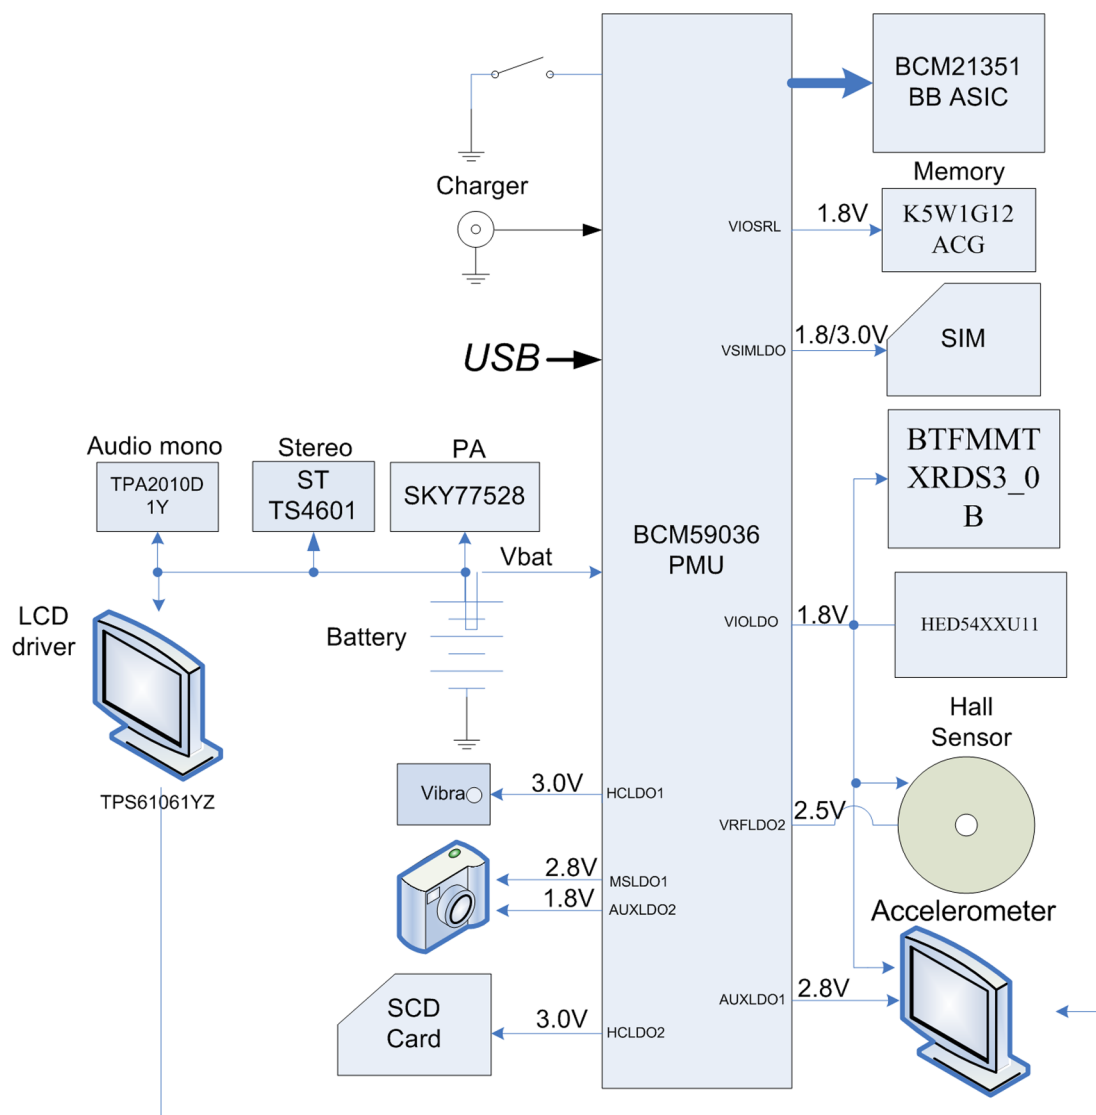 BCM21351
BB ASIC
Memory
Charger
VIOSRL
1.8V
K5W1G12
ACG
USB
VSIMLDO
1.8/3.0V
SIM
Audio mono
TPA2010D
1Y
Stereo
ST
TS4601
PA
SKY77528
BTFMMT
XRDS3_0
B
BCM59036
PMU
Vbat
LCD
driver
Battery
VIOLDO
1.8V
HED54XXU11
Hall
Sensor
TPS61061YZ
Vibra
3.0V
HCLDO1
VRFLDO2
2.5V
2.8V
MSLDO1
1.8V
AUXLDO2
Accelerometer
SCD
Card
3.0V
HCLDO2
AUXLDO1
2.8V